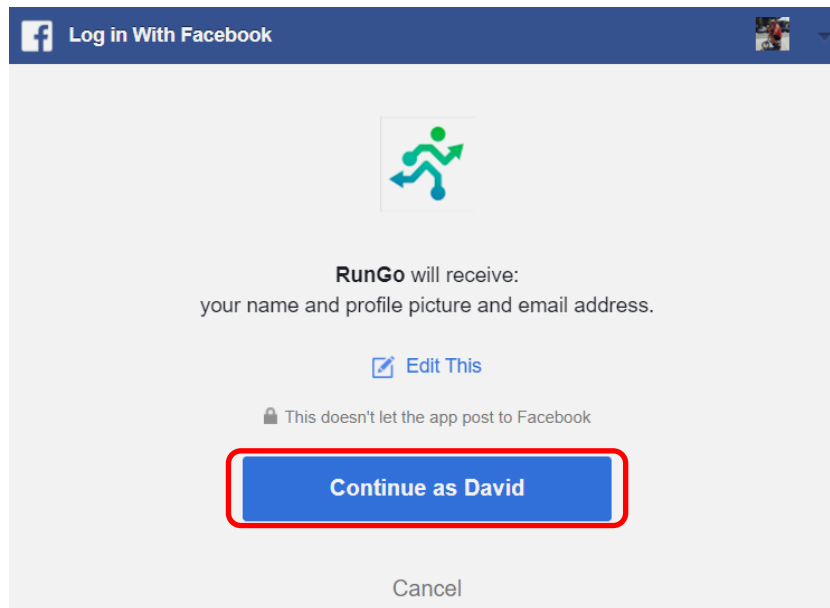 Log in With Facebook
RunGo will receive:
your name and profile picture and email address.
Edit This
This doesn't let the app post to Facebook
Continue as David
Cancel